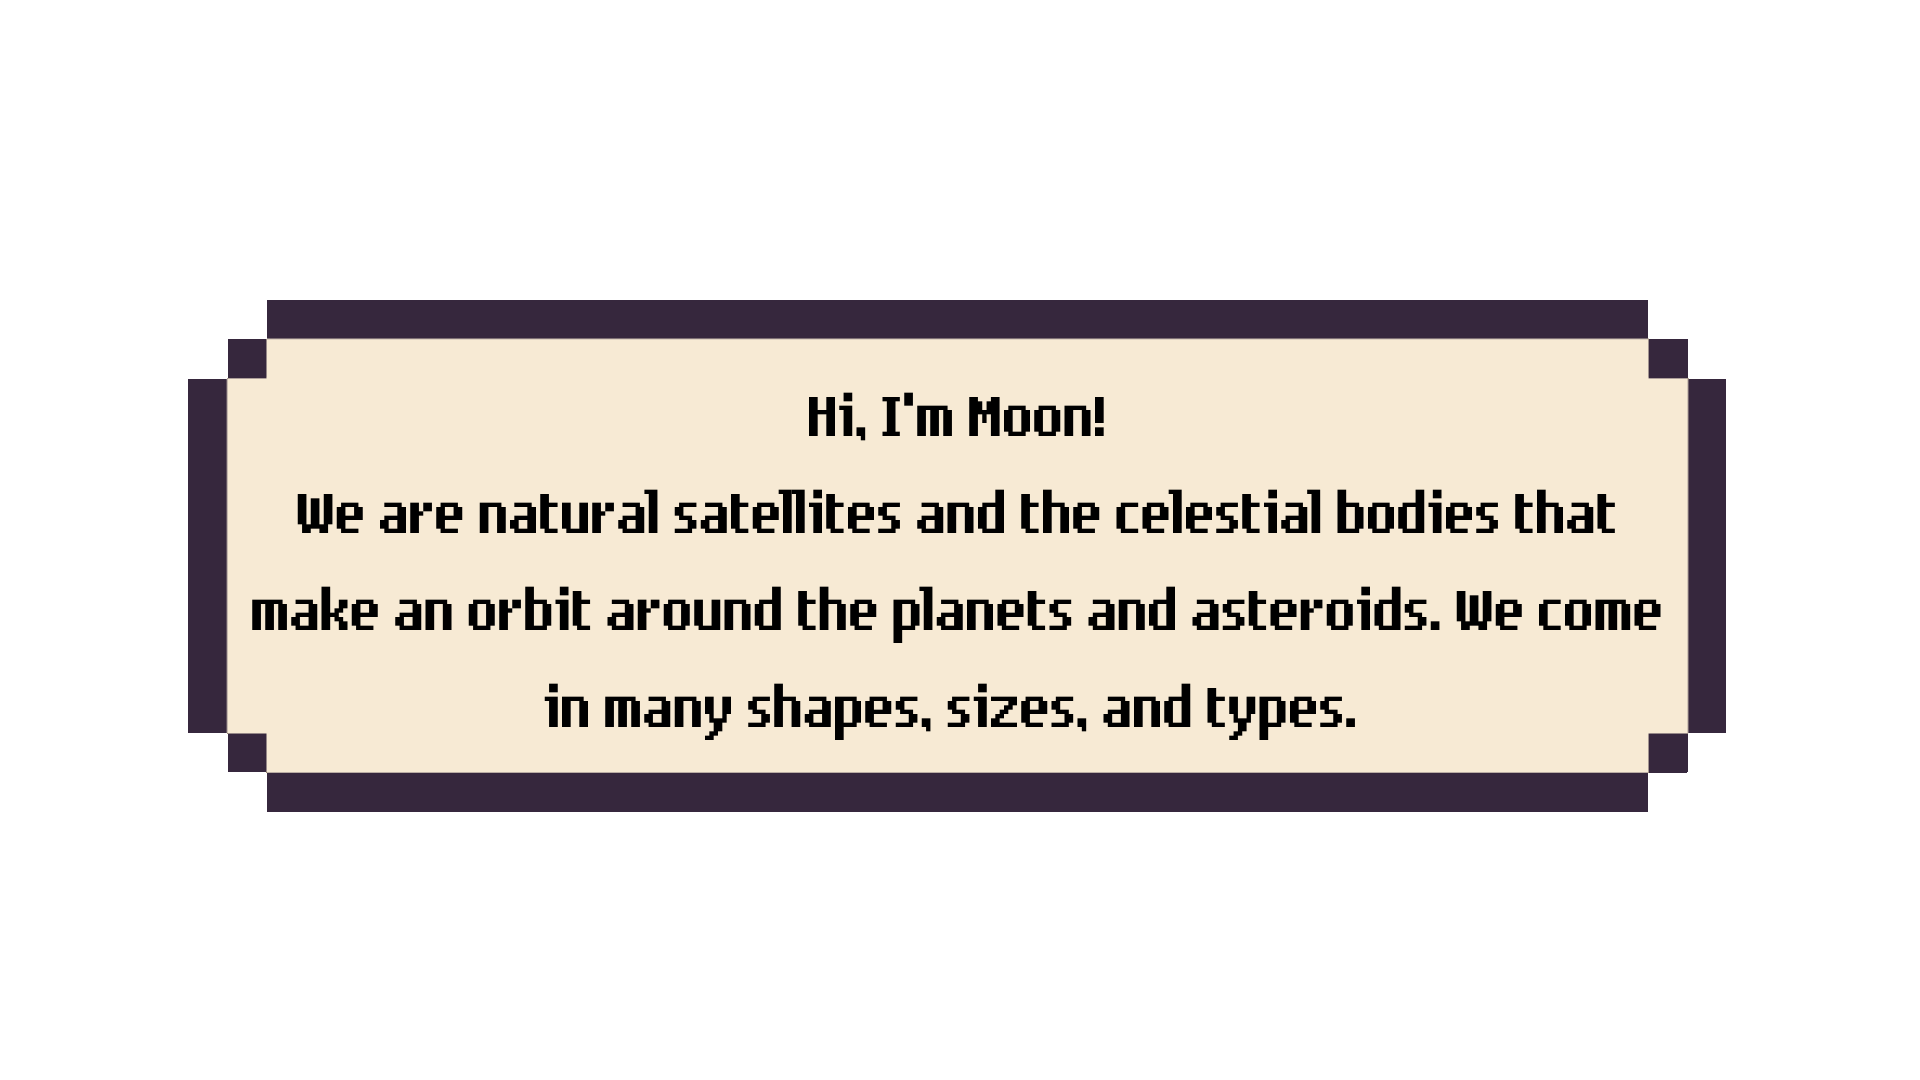 Hi, I'm Moon!
We are natural satellites and the celestial bodies that
make an orbit around the planets and asteroids. We come
in many shapes, sizes, and types.